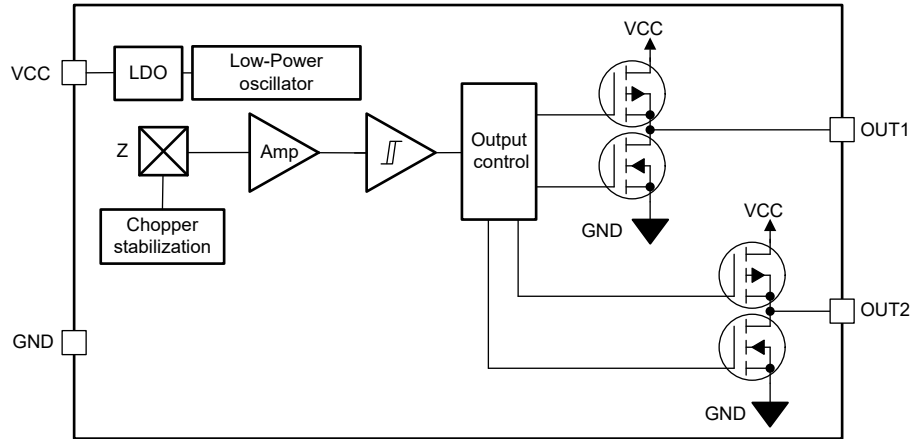 VCC
LDO
Low-Power
oscillator
VCC
Z
Amp
Output
control
OUT1
Chopper
stabilization
GND
VCC
GND
OUT2
GND